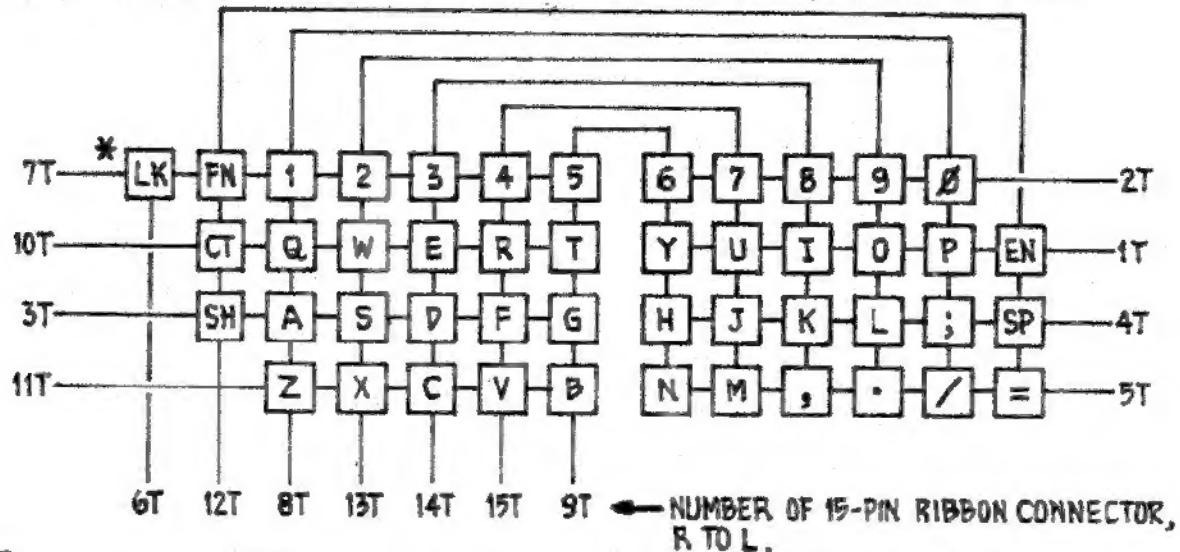 7T * LK FN 1 2 3 4 5 6 7 8 9 Ø 2T
10T CT Q W E R T Y U I O P EN 1T
3T SH A S D F G H J K L ; SP 4T
11T Z X C V B N M , . / = 5T
6T 12T 8T 13T 14T 15T 9T ← NUMBER OF 15-PIN RIBBON CONNECTOR,
R TO L.